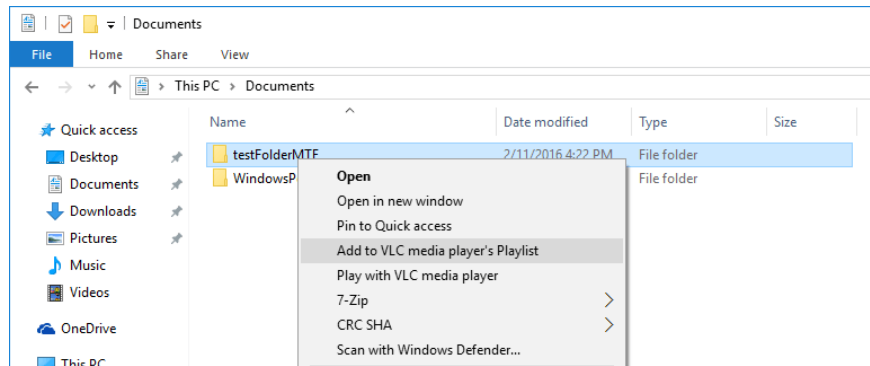 Documents
File Home Share View
This PC > Documents
Name Date modified Type Size
Quick access
Desktop
Documents
Downloads
Pictures
Music
Videos
OneDrive
This PC
testFolderMTF 2/11/2016 4:22 PM File folder
WindowsP File folder
Open
Open in new window
Pin to Quick access
Add to VLC media player's Playlist
Play with VLC media player
7-Zip
CRC SHA
Scan with Windows Defender...